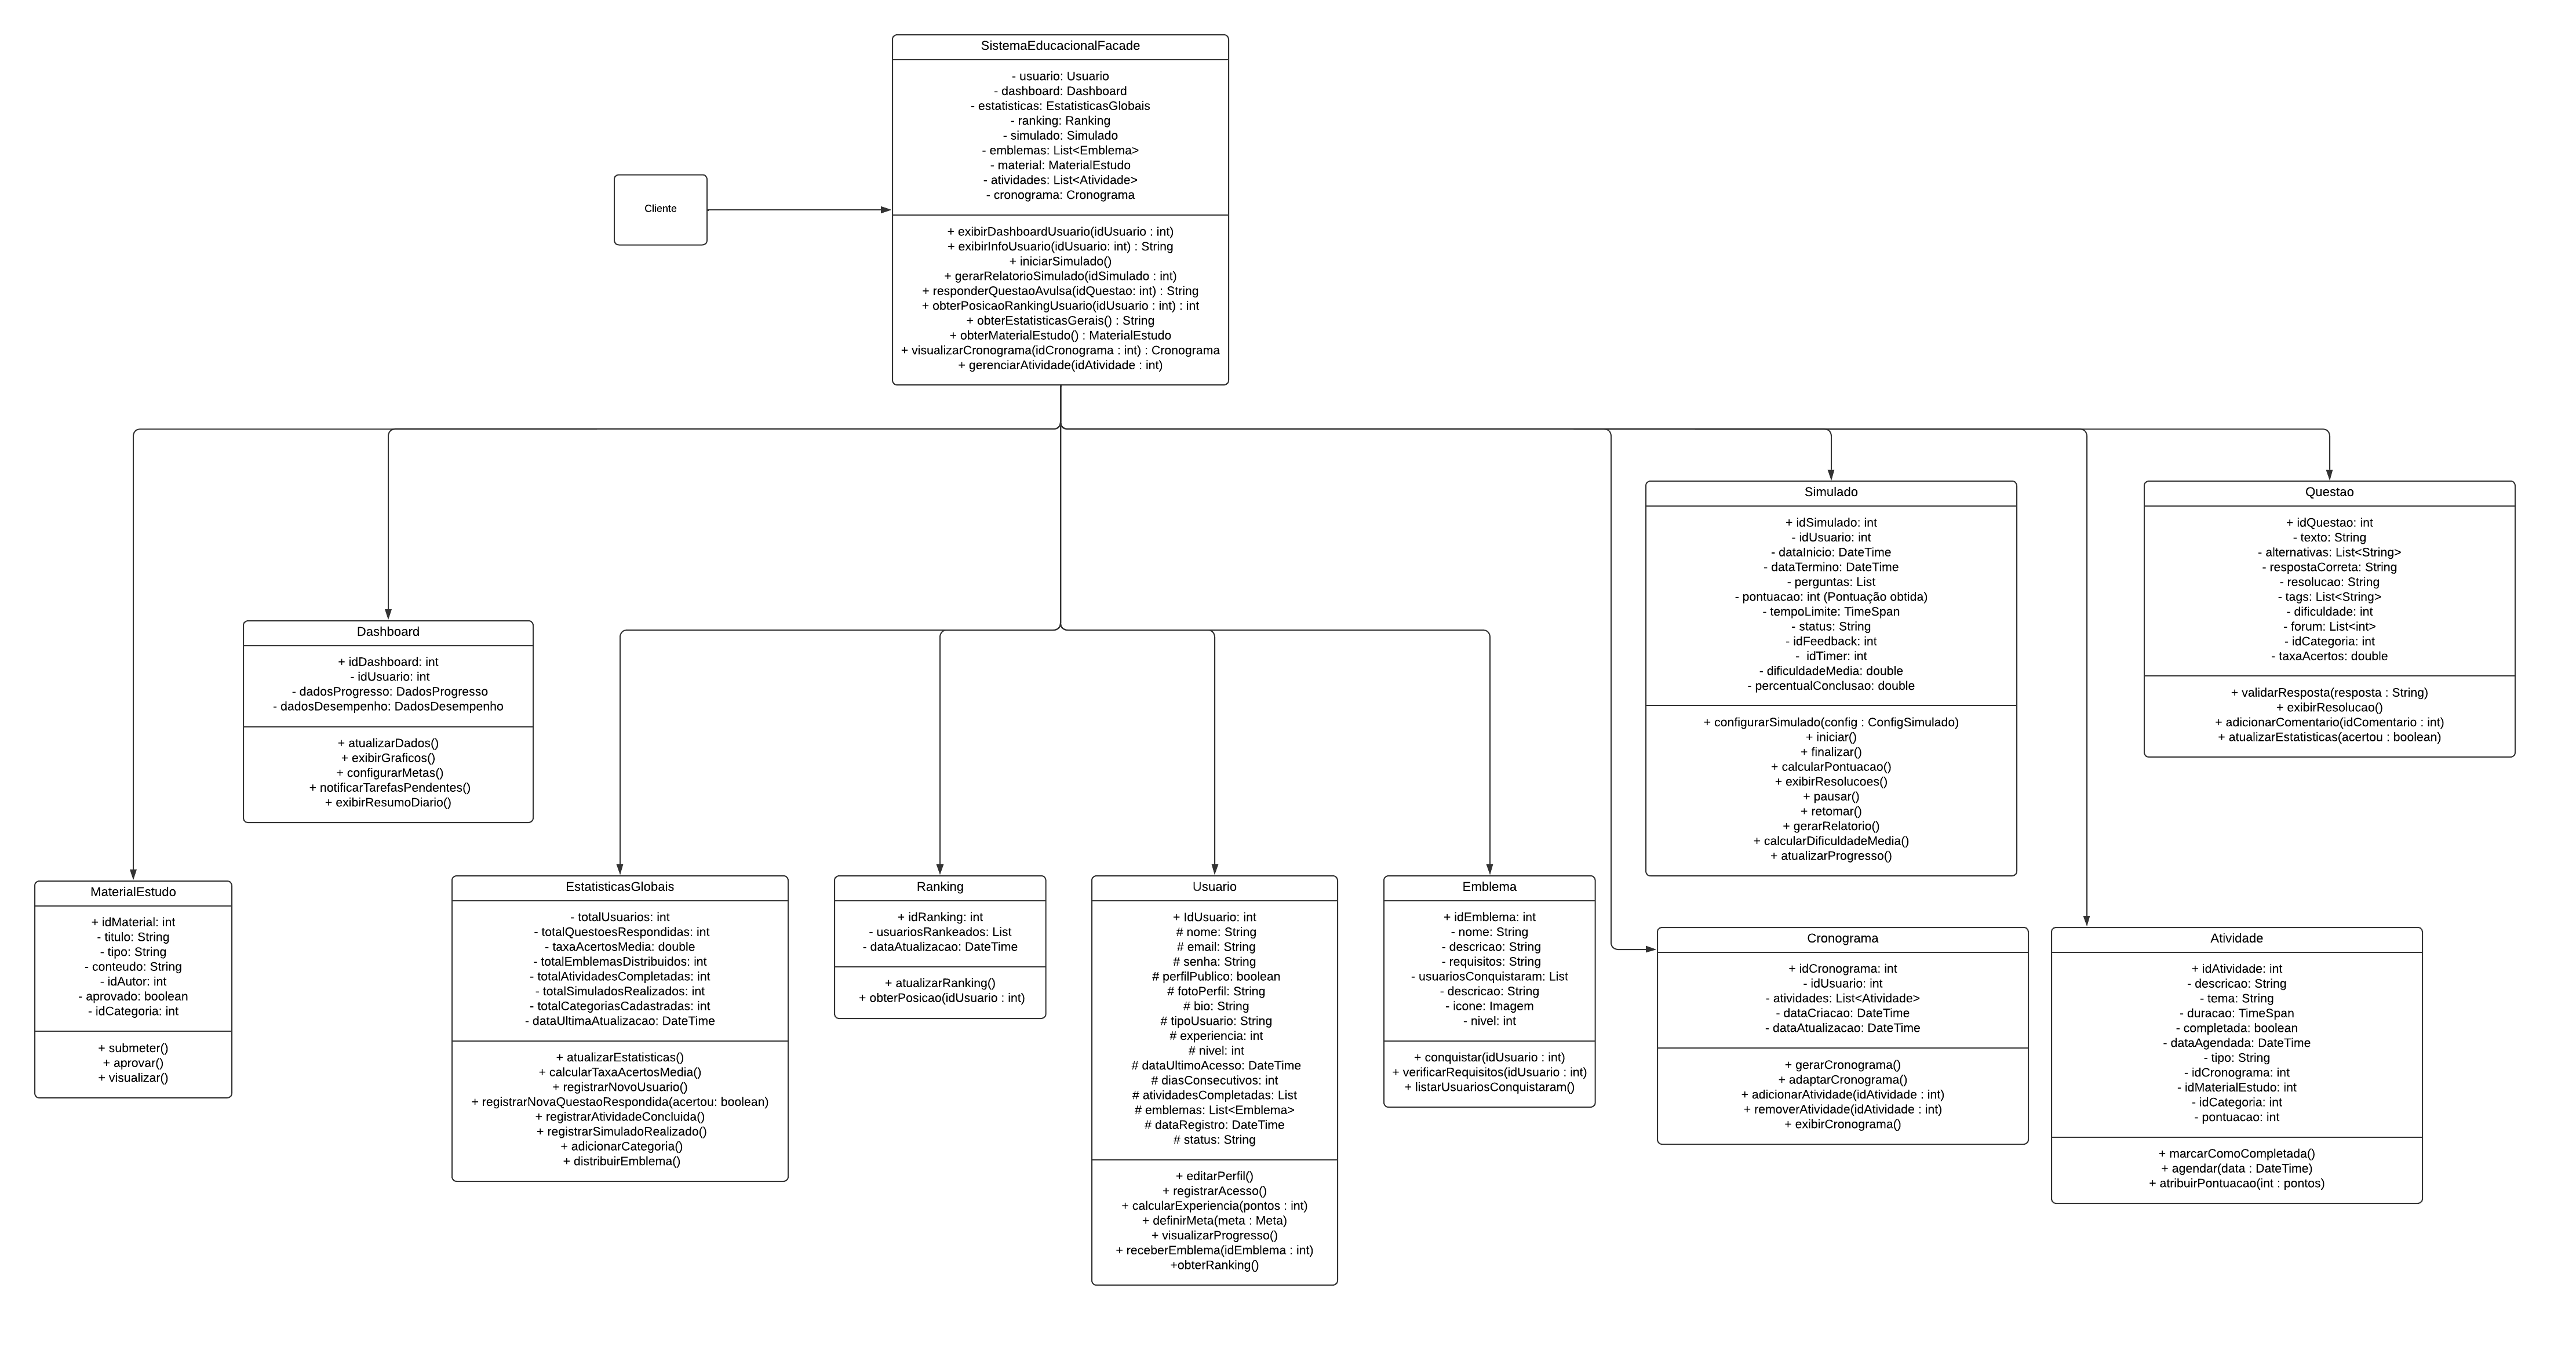 SistemaEducacionalFacade
- usuario: Usuario
- dashboard: Dashboard
- estatisticas: EstatisticasGlobais
- ranking: Ranking
- simulado: Simulado
- emblemas: List<Emblema>
- material: MaterialEstudo
- atividades: List<Atividade>
- cronograma: Cronograma
+ exibirDashboardUsuario(idUsuario : int)
+ exibirInfoUsuario(idUsuario: int) : String
+ iniciarSimulado()
+ gerarRelatorioSimulado(idSimulado : int)
+ responderQuestaoAvulsa(idQuestao: int) : String
+ obterPosicaoRankingUsuario(idUsuario : int) : int
+ obterEstatisticasGerais() : String
+ obterMaterialEstudo() : MaterialEstudo
+ visualizarCronograma(idCronograma : int) : Cronograma
+ gerenciarAtividade(idAtividade : int)
Cliente
Simulado
+ idSimulado: int
- idUsuario: int
- dataInicio: DateTime
- dataTermino: DateTime
- perguntas: List
- pontuacao: int (Pontuação obtida)
- tempoLimite: TimeSpan
- status: String
- idFeedback: int
- idTimer: int
- dificuldadeMedia: double
- percentualConclusao: double
+ configurarSimulado(config : ConfigSimulado)
+ iniciar()
+ finalizar()
+ calcularPontuacao()
+ exibirResolucoes()
+ pausar()
+ retomar()
+ gerarRelatorio()
+ calcularDificuldadeMedia()
+ atualizarProgresso()
Questao
+ idQuestao: int
- texto: String
- alternativas: List<String>
- respostaCorreta: String
- resolucao: String
- tags: List<String>
- dificuldade: int
- forum: List<int>
- idCategoria: int
- taxaAcertos: double
+ validarResposta(resposta : String)
+ exibirResolucao()
+ adicionarComentario(idComentario : int)
+ atualizarEstatisticas(acertou : boolean)
Dashboard
+ idDashboard: int
- idUsuario: int
- dadosProgresso: DadosProgresso
- dadosDesempenho: DadosDesempenho
+ atualizarDados()
+ exibirGraficos()
+ configurarMetas()
+ notificarTarefasPendentes()
+ exibirResumoDiario()
MaterialEstudo
+ idMaterial: int
- titulo: String
- tipo: String
- conteudo: String
- idAutor: int
- aprovado: boolean
- idCategoria: int
+ submeter()
+ aprovar()
+ visualizar()
EstatisticasGlobais
- totalUsuarios: int
- totalQuestoesRespondidas: int
- taxaAcertosMedia: double
- totalEmblemasDistribuidos: int
- totalAtividadesCompletadas: int
- totalSimuladosRealizados: int
- totalCategoriasCadastradas: int
- dataUltimaAtualizacao: DateTime
+ atualizarEstatisticas()
+ calcularTaxaAcertosMedia()
+ registrarNovoUsuario()
+ registrarNovaQuestaoRespondida(acertou: boolean)
+ registrarAtividadeConcluida()
+ registrarSimuladoRealizado()
+ adicionarCategoria()
+ distribuirEmblema()
Ranking
+ idRanking: int
- usuariosRankeados: List
- dataAtualizacao: DateTime
+ atualizarRanking()
+ obterPosicao(idUsuario : int)
Usuario
+ IdUsuario: int
# nome: String
# email: String
# senha: String
# perfilPublico: boolean
# fotoPerfil: String
# bio: String
# tipoUsuario: String
# experiencia: int
# nivel: int
# dataUltimoAcesso: DateTime
# diasConsecutivos: int
# atividadesCompletadas: List
# emblemas: List<Emblema>
# dataRegistro: DateTime
# status: String
+ editarPerfil()
+ registrarAcesso()
+ calcularExperiencia(pontos : int)
+ definirMeta(meta : Meta)
+ visualizarProgresso()
+ receberEmblema(idEmblema : int)
+obterRanking()
Emblema
+ idEmblema: int
- nome: String
- descricao: String
- requisitos: String
- usuariosConquistaram: List
- descricao: String
- icone: Imagem
- nivel: int
+ conquistar(idUsuario : int)
+ verificarRequisitos(idUsuario : int)
+ listarUsuariosConquistaram()
Cronograma
+ idCronograma: int
- idUsuario: int
- atividades: List<Atividade>
- dataCriacao: DateTime
- dataAtualizacao: DateTime
+ gerarCronograma()
+ adaptarCronograma()
+ adicionarAtividade(idAtividade : int)
+ removerAtividade(idAtividade : int)
+ exibirCronograma()
Atividade
+ idAtividade: int
- descricao: String
- tema: String
- duracao: TimeSpan
- completada: boolean
- dataAgendada: DateTime
- tipo: String
- idCronograma: int
- idMaterialEstudo: int
- idCategoria: int
- pontuacao: int
+ marcarComoCompletada()
+ agendar(data : DateTime)
+ atribuirPontuacao(int : pontos)